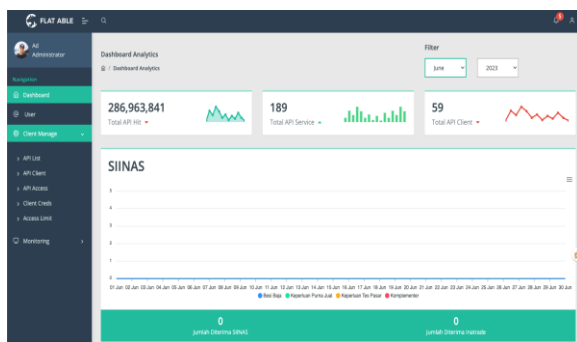 FLAT ABLE
Administrator
Navigation
Dashboard
User
Client Manage
API List
API Client
API Access
Client Creds
Access Limit
Monitoring
Dashboard Analytics
/ Dashboard Analytics
Filter
June
2023
286,963,841
Total API Hit
189
Total API Service
59
Total API Client
SIINAS
5
4
3
2
1
0
01 Jun 02 Jun 03 Jun 04 Jun 05 Jun 06 Jun 07 Jun 08 Jun 09 Jun 10 Jun 11 Jun 12 Jun 13 Jun 14 Jun 15 Jun 16 Jun 17 Jun 18 Jun 19 Jun 20 Jun 21 Jun 22 Jun 23 Jun 24 Jun 25 Jun 26 Jun 27 Jun 28 Jun 29 Jun 30 Jun
Besi Baja Keperluan Purna Jual Keperluan Tes Pasar Komplementer
0
Jumlah Diterima SIINAS
0
Jumlah Diterima Inatrade